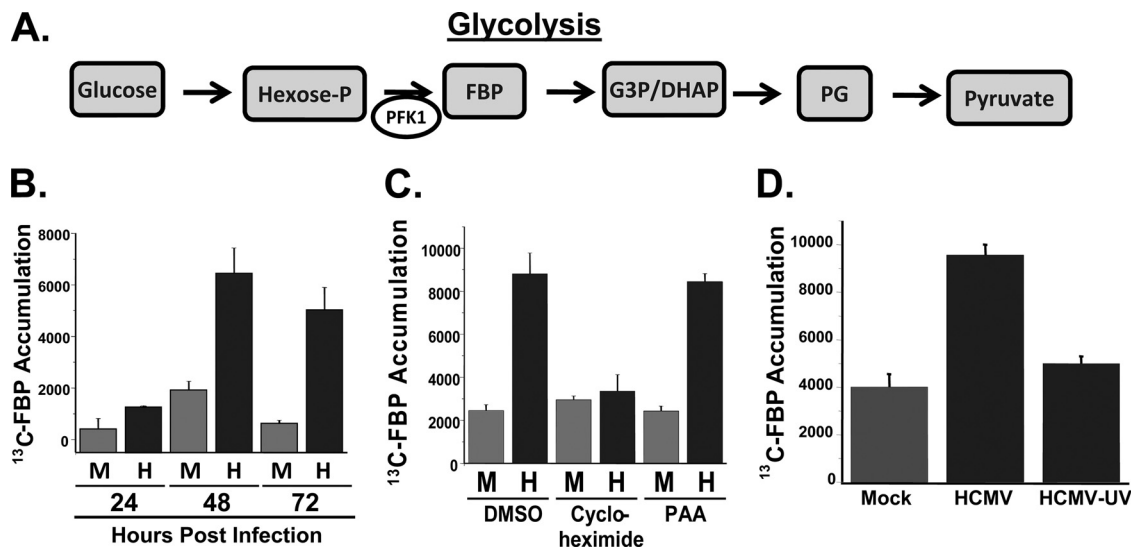 A.
Glycolysis
Glucose
Hexose-P
PFK1
FBP
G3P/DHAP
PG
Pyruvate
B.
13C-FBP Accumulation
8000
6000
4000
2000
0
M H M H M H
24 48 72
Hours Post Infection
C.
13C-FBP Accumulation
10000
8000
6000
4000
2000
0
M H M H M H
DMSO Cyclo- PAA
heximide
D.
13C-FBP Accumulation
10000
8000
6000
4000
2000
0
Mock HCMV HCMV-UV